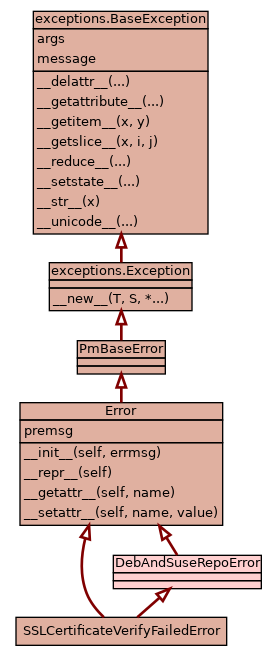 exceptions.BaseException
args
message
__delattr__(...)
__getattribute__(...)
__getitem__(x, y)
__getslice__(x, i, j)
__reduce__(...)
__setstate__(...)
__str__(x)
__unicode__(...)
exceptions.Exception
__new__(T, S, *...)
PmBaseError
Error
premsg
__init__(self, errmsg)
__repr__(self)
__getattr__(self, name)
__setattr__(self, name, value)
DebAndSuseRepoError
SSLCertificateVerifyFailedError